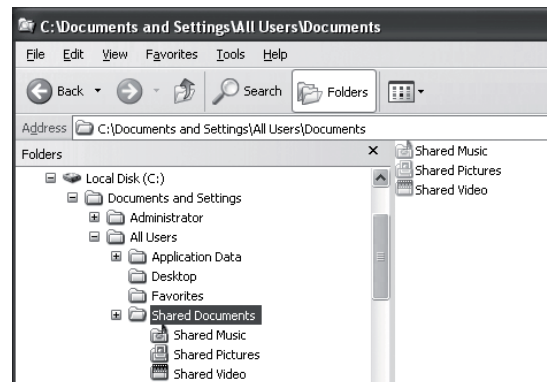 C:\Documents and Settings\All Users\Documents
File Edit View Favorites Tools Help
Back Search Folders
Address C:\Documents and Settings\All Users\Documents
Folders
Local Disk (C:)
Documents and Settings
Administrator
All Users
Application Data
Desktop
Favorites
Shared Documents
Shared Music
Shared Pictures
Shared Video
Shared Music
Shared Pictures
Shared Video